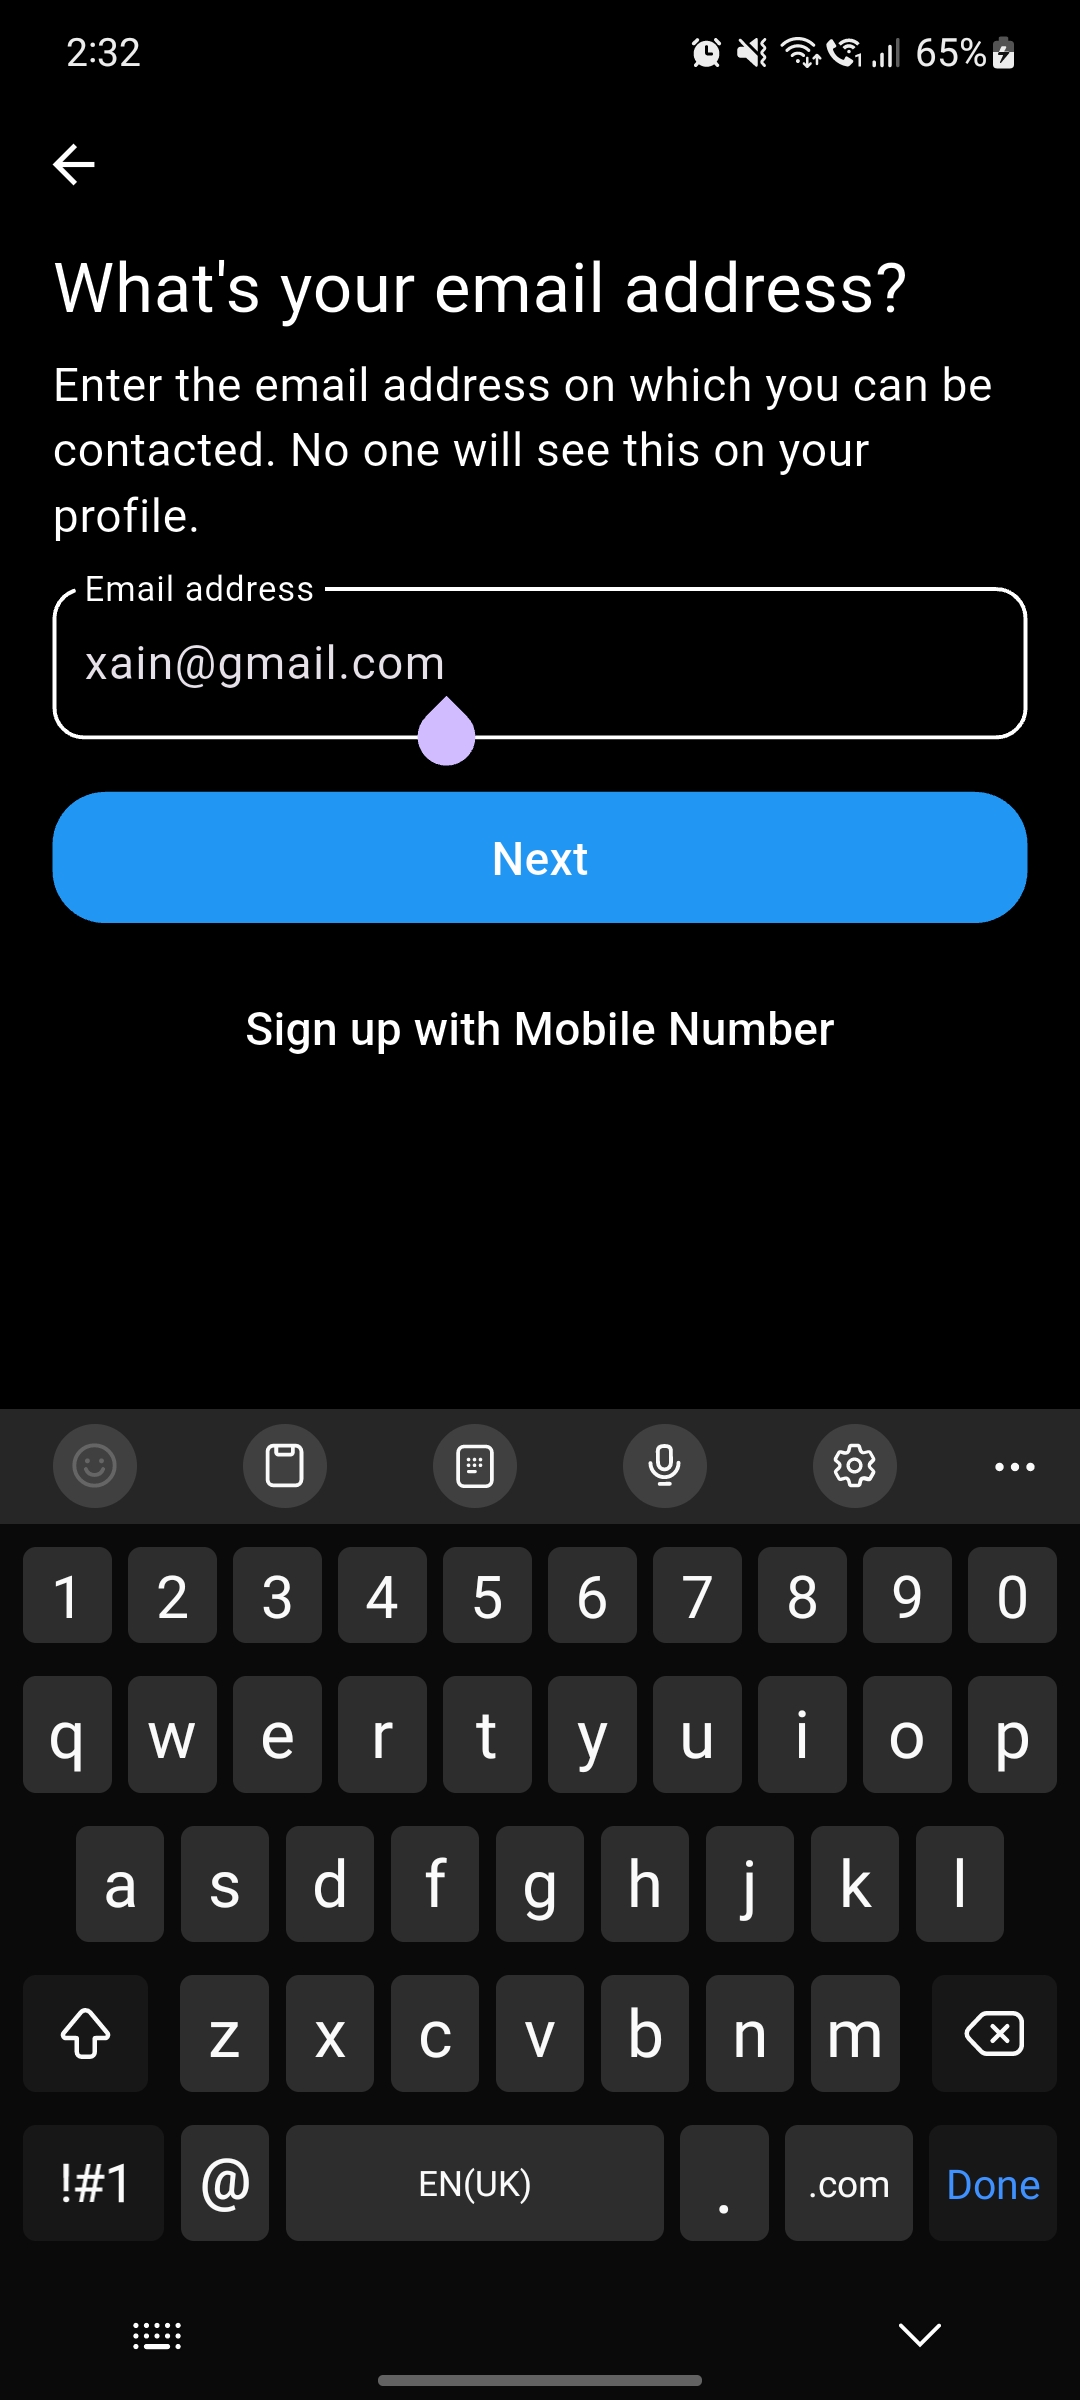 2:32
65%
What's your email address?
Enter the email address on which you can be
contacted. No one will see this on your
profile.
Email address
xain@gmail.com
Next
Sign up with Mobile Number
1 2 3 4 5 6 7 8 9 0
q w e r t y u i o p
a s d f g h j k l
z x c v b n m
!#1 @ EN(UK) . .com Done